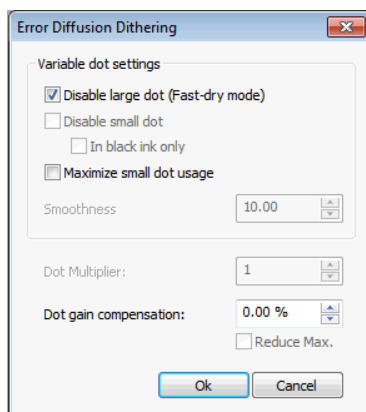 Error Diffusion Dithering
Variable dot settings
Disable large dot (Fast-dry mode)
Disable small dot
In black ink only
Maximize small dot usage
Smoothness 10.00
Dot Multiplier: 1
Dot gain compensation: 0.00 %
Reduce Max.
Ok Cancel